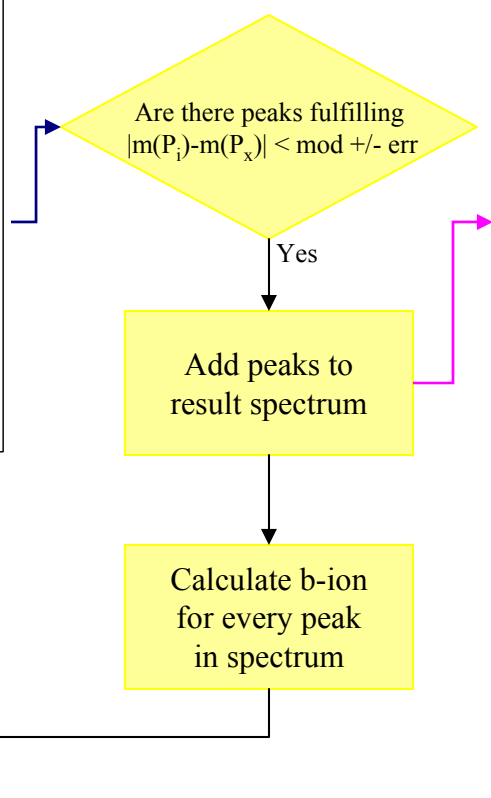 Are there peaks fulfilling
|m(Pᵢ)-m(Pₓ)| < mod +/- err
Yes
Add peaks to
result spectrum
Calculate b-ion
for every peak
in spectrum